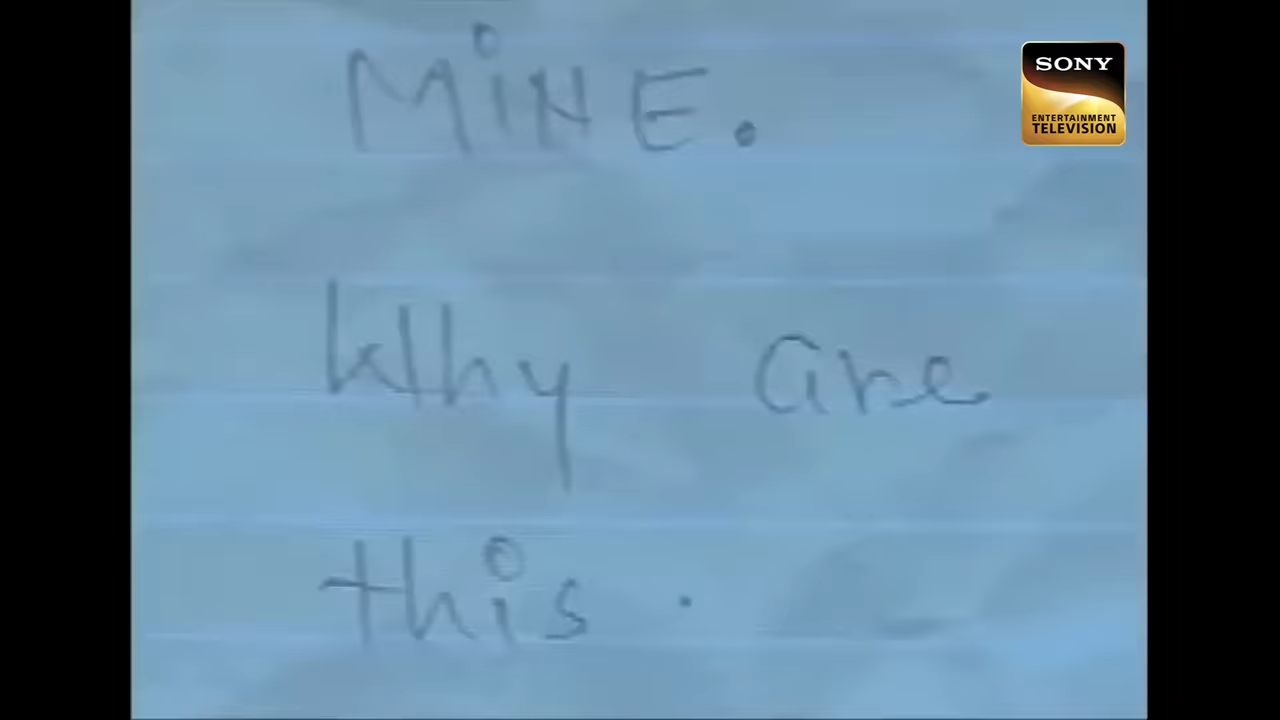 MiNE.
SONY
ENTERTAINMENT
TELEVISION
Why are
this .